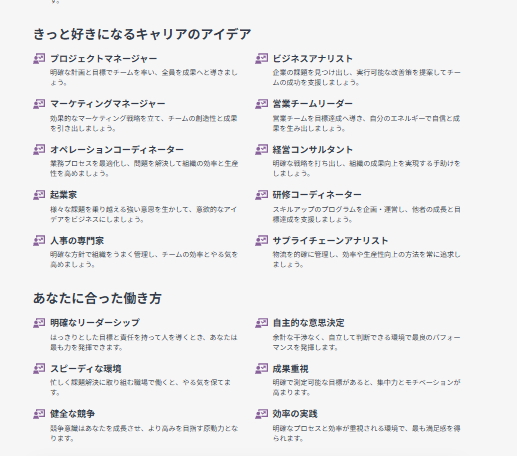 きっと好きになるキャリアのアイデア
プロジェクトマネージャー
明確な計画と目標でチームを率い、全員を成果へと導きまし
ょう。
ビジネスアナリスト
企業の課題を見つけ出し、実行可能な改善策を提案してチー
ムの成功を支援しましょう。
マーケティングマネージャー
効果的なマーケティング戦略を立て、チームの創造性と成果
を引き出しましょう。
営業チームリーダー
営業チームを目標達成へ導き、自分のエネルギーで自信と成
果を生み出しましょう。
オペレーションコーディネーター
業務プロセスを最適化し、問題を解決して組織の効率と生産
性を高めましょう。
経営コンサルタント
明確な戦略を打ち出し、組織の成果向上を実現する手助けを
しましょう。
起業家
様々な課題を乗り越える強い意思を生かして、意欲的なアイ
デアをビジネスにしましょう。
研修コーディネーター
スキルアップのプログラムを企画・運営し、他者の成長と目
標達成を支援しましょう。
人事の専門家
明確な方針で組織をうまく管理し、チームの効率とやる気を
高めましょう。
サプライチェーンアナリスト
物流を的確に管理し、効率や生産性向上の方法を常に追求し
ましょう。
あなたに合った働き方
明確なリーダーシップ
はっきりとした目標と責任を持って人を導くとき、あなたは
最も力を発揮できます。
自主的な意思決定
余計な干渉なく、自立して判断できる環境で最良のパフォー
マンスを発揮します。
スピーディな環境
忙しく課題解決に取り組む職場で働くと、やる気を保てま
す。
成果重視
明確で測定可能な目標があると、集中力とモチベーションが
高まります。
健全な競争
競争意識はあなたを成長させ、より高みを目指す原動力とな
ります。
効率の実践
明確なプロセスと効率が重視される環境で、最も満足感を得
られます。